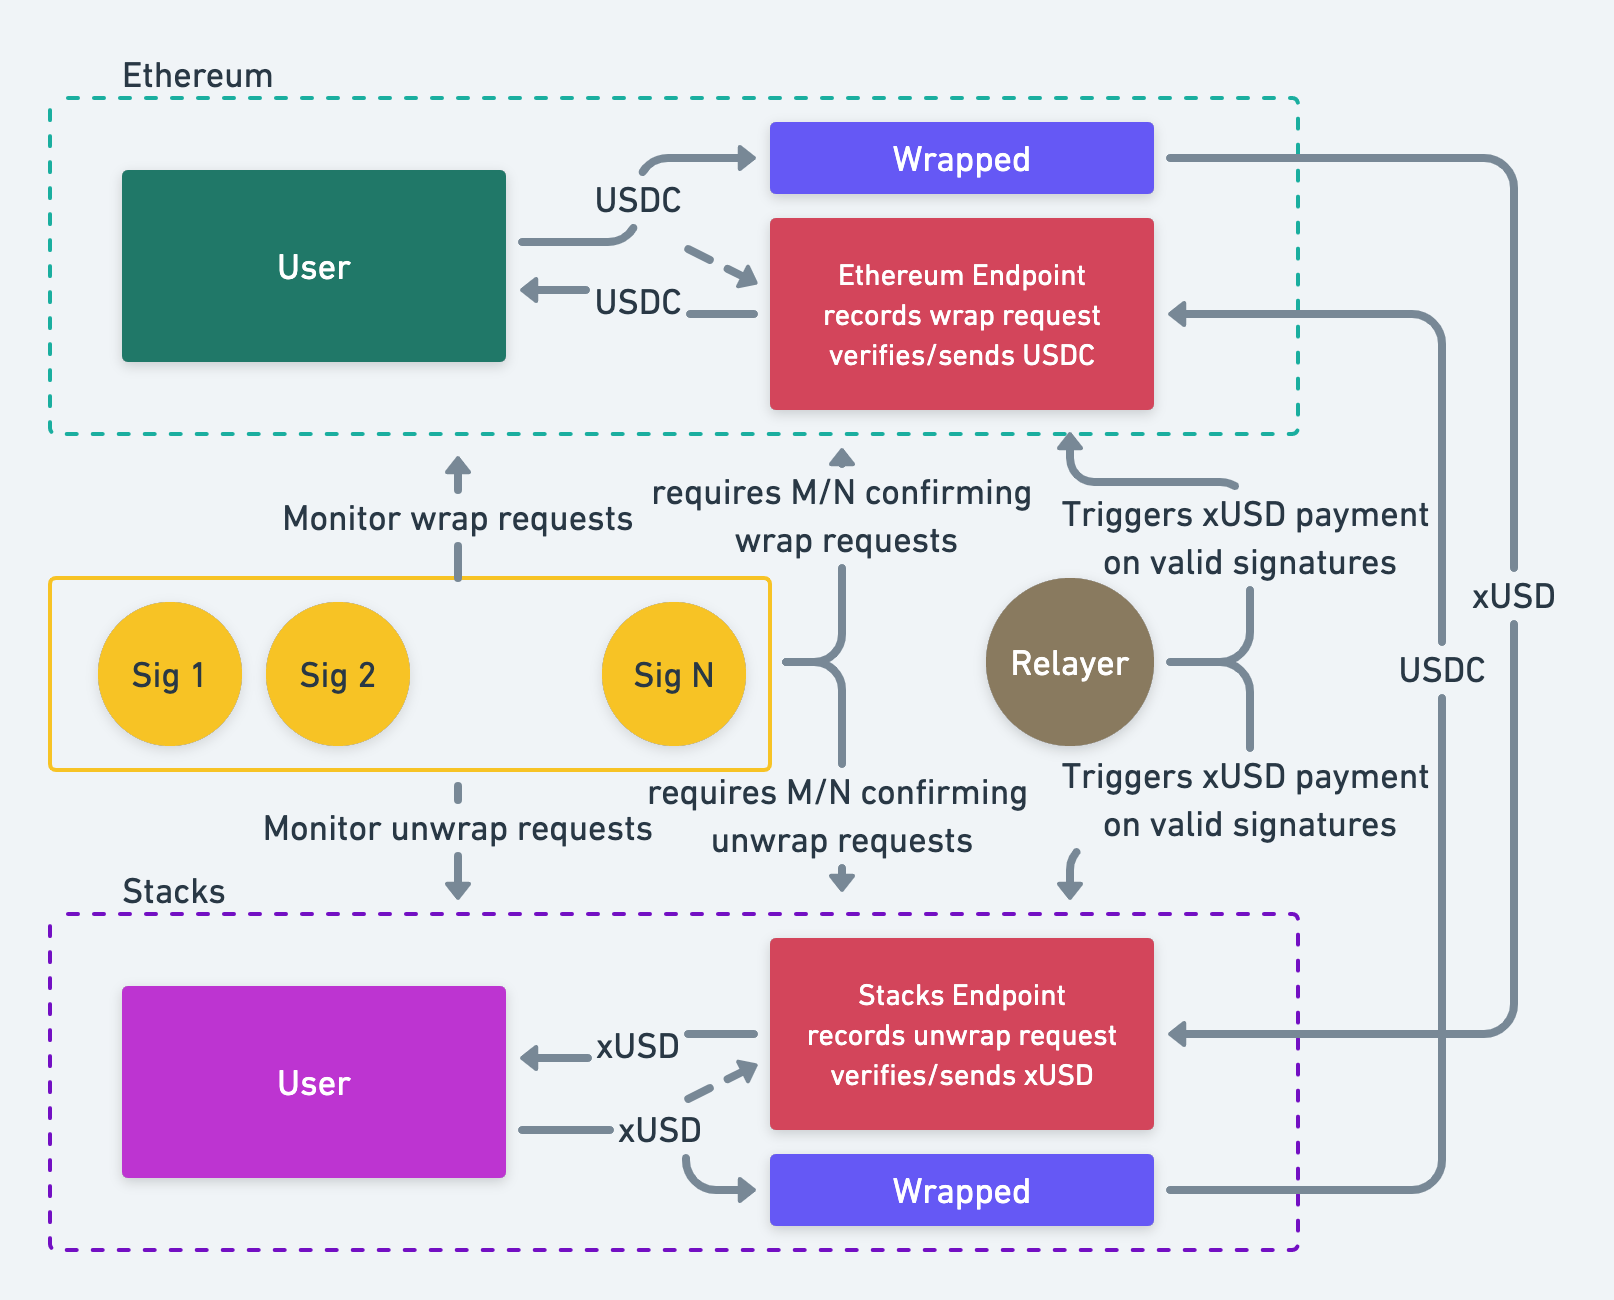 Ethereum
Wrapped
USDC
User
Ethereum Endpoint
records wrap request
verifies/sends USDC
USDC
requires M/N confirming
wrap requests
Monitor wrap requests
Triggers xUSD payment
on valid signatures
xUSD
Sig 1
Sig 2
Sig N
Relayer
USDC
requires M/N confirming
unwrap requests
Triggers xUSD payment
on valid signatures
Monitor unwrap requests
Stacks
Stacks Endpoint
records unwrap request
verifies/sends xUSD
xUSD
User
xUSD
Wrapped